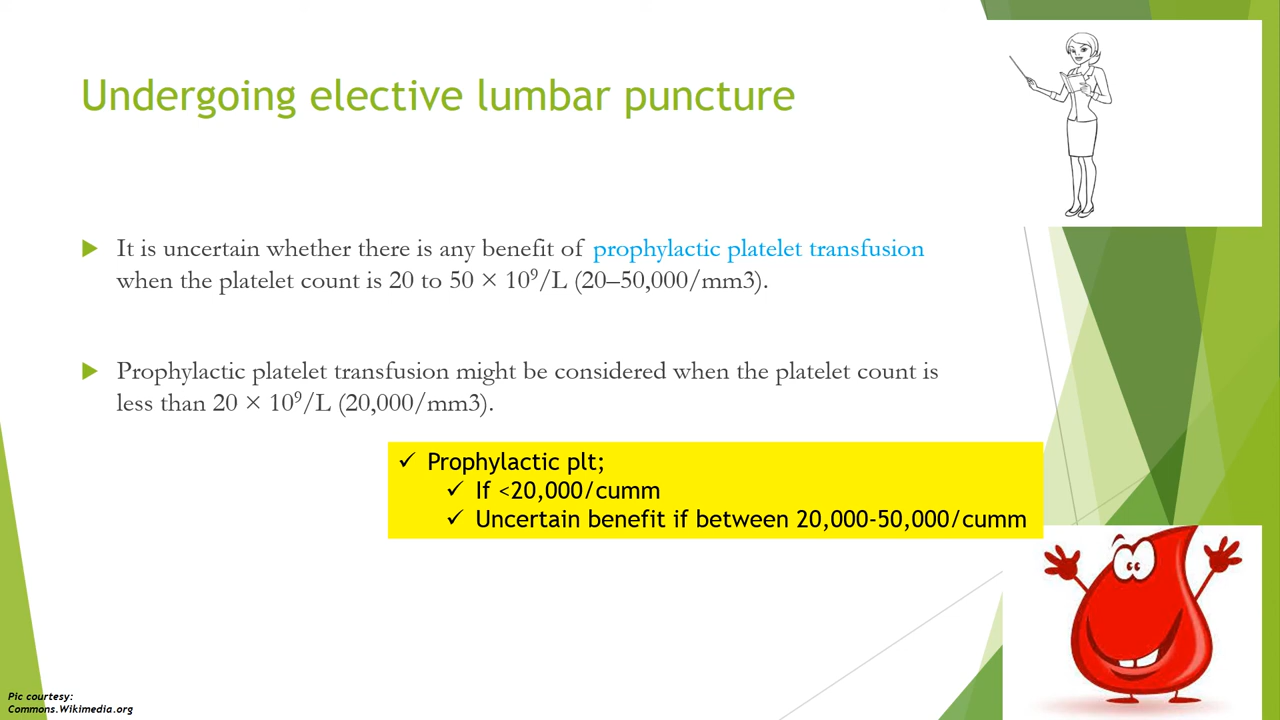 Undergoing elective lumbar puncture
It is uncertain whether there is any benefit of prophylactic platelet transfusion
when the platelet count is 20 to 50 × 10⁹/L (20–50,000/mm3).
Prophylactic platelet transfusion might be considered when the platelet count is
less than 20 × 10⁹/L (20,000/mm3).
✓ Prophylactic plt;
✓ If <20,000/cumm
✓ Uncertain benefit if between 20,000-50,000/cumm
Pic courtesy:
Commons.Wikimedia.org